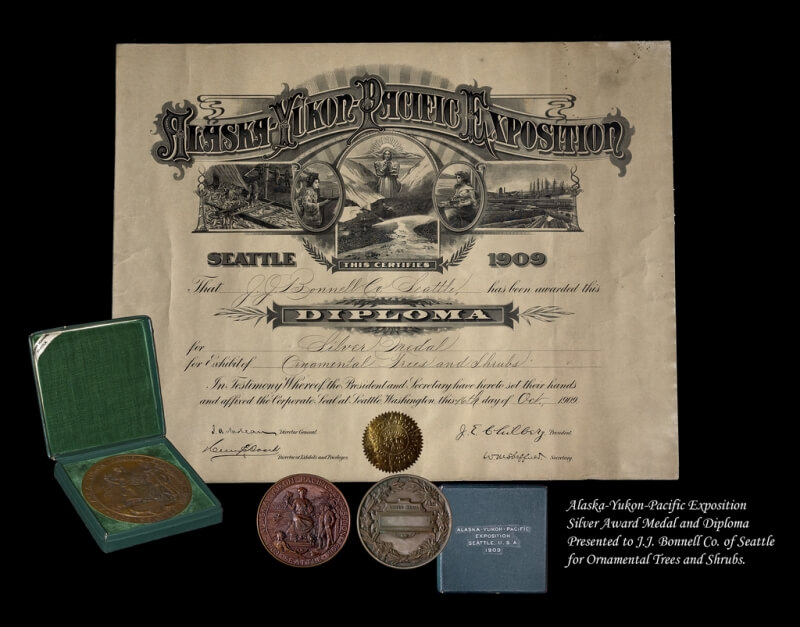 Alaska-Yukon-Pacific Exposition
SEATTLE 1909
THIS CERTIFIES
That J.J. Bonnell Co. Seattle, has been awarded this
DIPLOMA
for Silver Medal
for Exhibit of Ornamental Trees and Shrubs
In Testimony Whereof, the President and Secretary have hereto set their hands
and affixed the Corporate Seal at Seattle Washington, this 16th day of Oct, 1909
Director General. J. E. Chilberg President.
Director of Exhibits and Privileges. Secretary.
ALASKA-YUKON-PACIFIC
EXPOSITION
SEATTLE, U.S.A.
1909
Alaska-Yukon-Pacific Exposition
Silver Award Medal and Diploma
Presented to J.J. Bonnell Co. of Seattle
for Ornamental Trees and Shrubs.